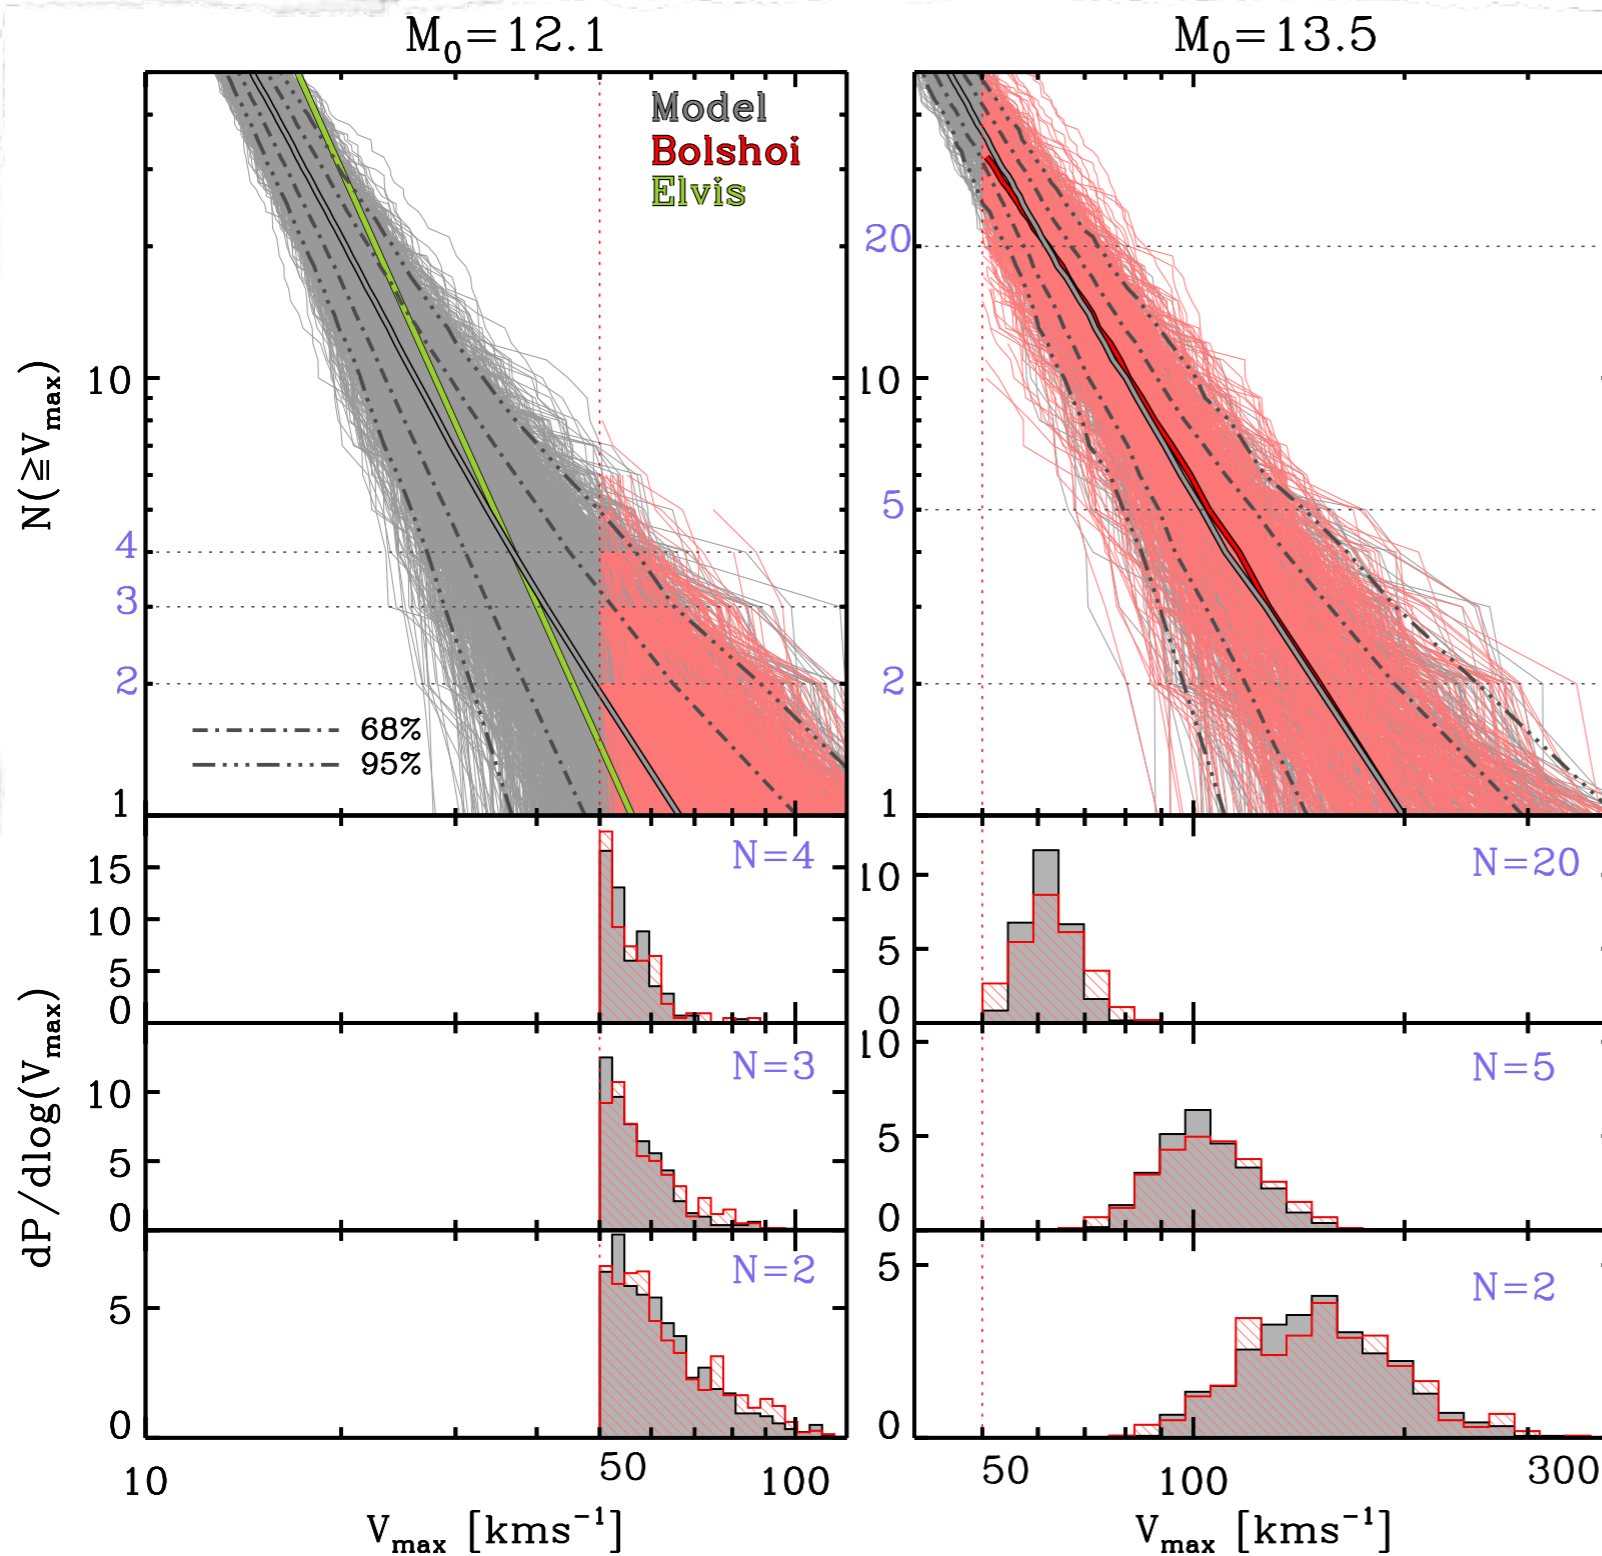 M₀=12.1
M₀=13.5
Model
Bolshoi
Elvis
N(≧Vmax)
10
4
3
2
1
68%
95%
20
10
5
2
1
dP/dlog(Vmax)
N=4
15
10
5
0
N=3
10
5
0
N=2
5
0
N=20
10
5
0
N=5
10
5
0
N=2
5
0
10
50
100
50
100
300
Vmax [kms⁻¹]
Vmax [kms⁻¹]